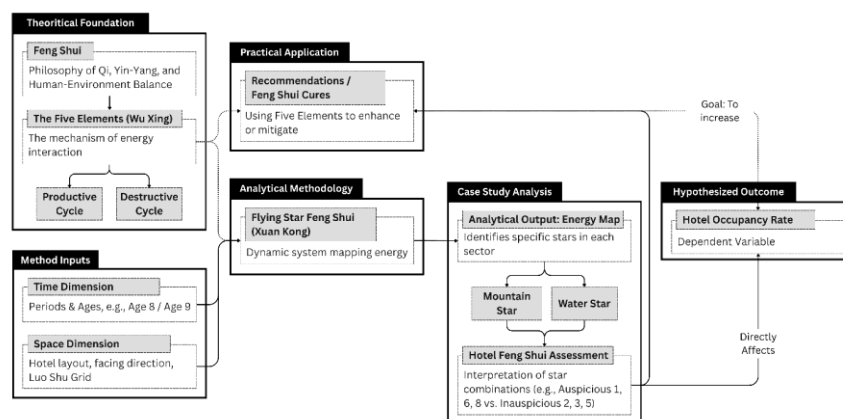 Theoritical Foundation
Feng Shui
Philosophy of Qi, Yin-Yang, and
Human-Environment Balance
The Five Elements (Wu Xing)
The mechanism of energy
interaction
Productive
Cycle
Destructive
Cycle
Method Inputs
Time Dimension
Periods & Ages, e.g., Age 8 / Age 9
Space Dimension
Hotel layout, facing direction,
Luo Shu Grid
Practical Application
Recommendations /
Feng Shui Cures
Using Five Elements to enhance
or mitigate
Analytical Methodology
Flying Star Feng Shui
(Xuan Kong)
Dynamic system mapping energy
Case Study Analysis
Analytical Output: Energy Map
Identifies specific stars in each
sector
Mountain
Star
Water Star
Hotel Feng Shui Assessment
Interpretation of star
combinations (e.g., Auspicious 1,
6, 8 vs. Inauspicious 2, 3, 5)
Goal: To
increase
Hypothesized Outcome
Hotel Occupancy Rate
Dependent Variable
Directly
Affects